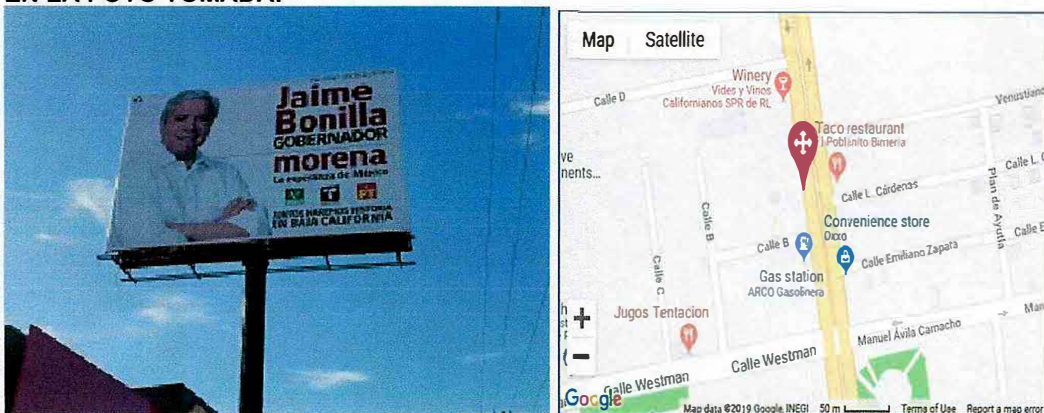 Jaime
Bonilla
GOBERNADOR
morena
La esperanza de México
JUNTOS HAREMOS HISTORIA
EN BAJA CALIFORNIA
Map
Satellite
Winery
Vides y Vinos
Californianos SPR de RL
Calle D
Taco restaurant
Calle L. Cárdenas
Calle B
Calle B
Calle C
Plan de Ayutla
Convenience store
Oxxo
Calle Emiliano Zapata
Gas station
ARCO Gasolinera
Jugos Tentacion
Manuel Ávila Camacho
Calle Westman
Calle Westman
Google
Map data ©2019 Google, INEGI
50 m
Terms of Use
Report a map error